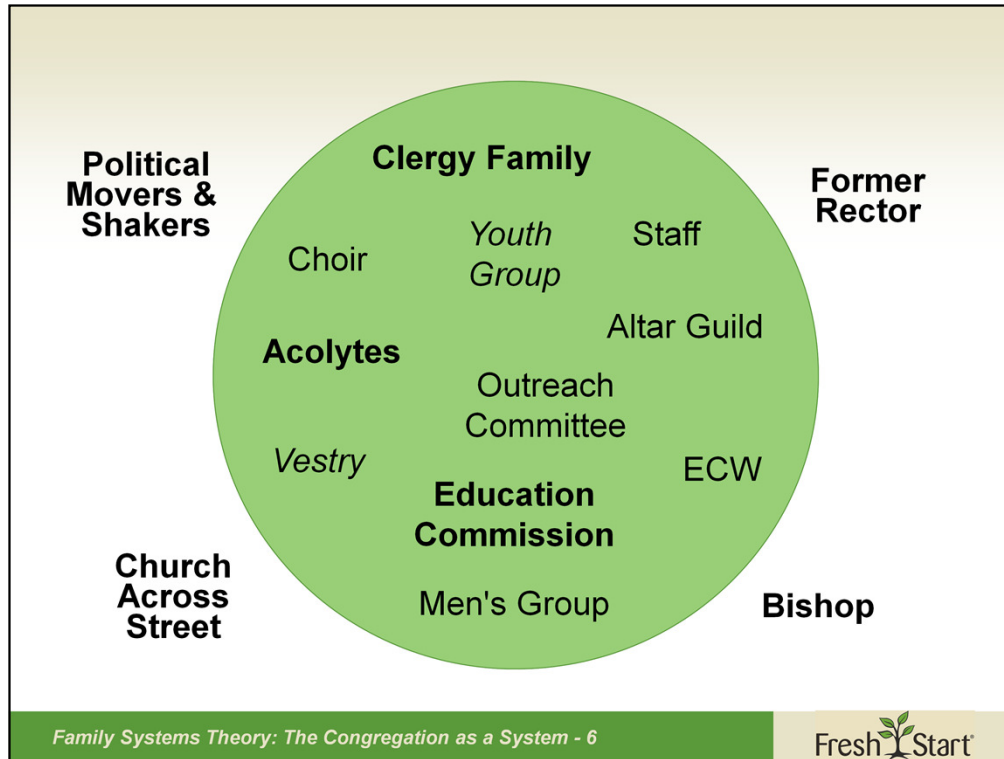 Clergy Family
Political
Movers &
Shakers
Former
Rector
Choir
Youth
Group
Staff
Altar Guild
Acolytes
Outreach
Committee
Vestry
ECW
Education
Commission
Church
Across
Street
Men's Group
Bishop
Family Systems Theory: The Congregation as a System - 6
Fresh Start